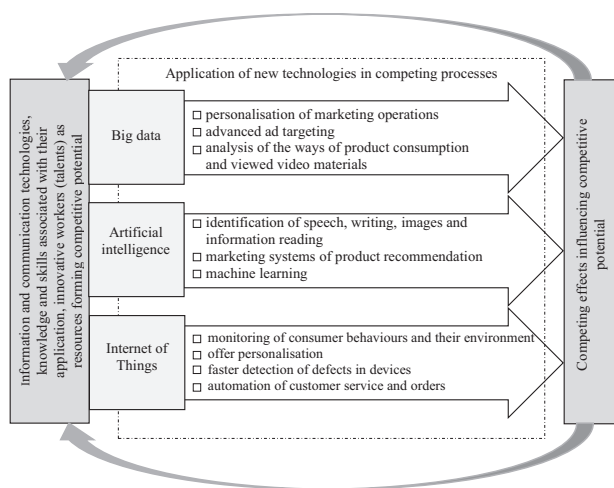 Application of new technologies in competing processes
Information and communication technologies,
knowledge and skills associated with their
application, innovative workers (talents) as
resources forming competitive potential
Big data
☐ personalisation of marketing operations
☐ advanced ad targeting
☐ analysis of the ways of product consumption
and viewed video materials
Artificial
intelligence
☐ identification of speech, writing, images and
information reading
☐ marketing systems of product recommendation
☐ machine learning
Internet of
Things
☐ monitoring of consumer behaviours and their environment
☐ offer personalisation
☐ faster detection of defects in devices
☐ automation of customer service and orders
Competing effects influencing competitive
potential